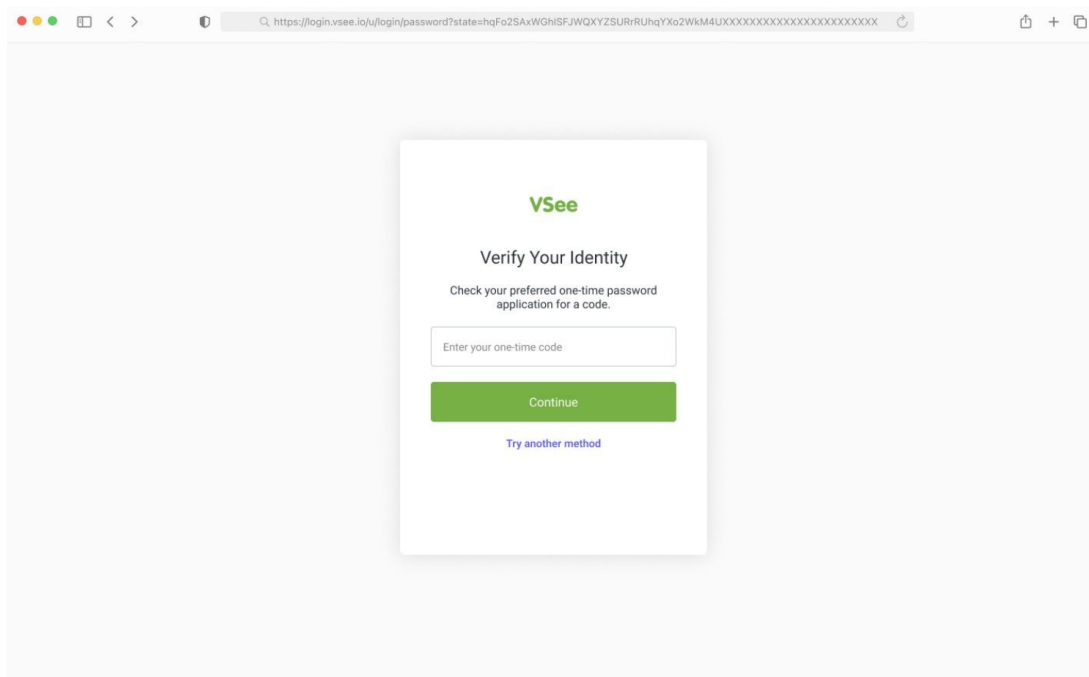 https://login.vsee.io/u/login/password?state=hqFo2SAxWGhlSFJWQXYZSURrRUhqYXo2WkM4UXXXXXXXXXXXXXXXXXXXXXXX
VSee
Verify Your Identity
Check your preferred one-time password
application for a code.
Enter your one-time code
Continue
Try another method